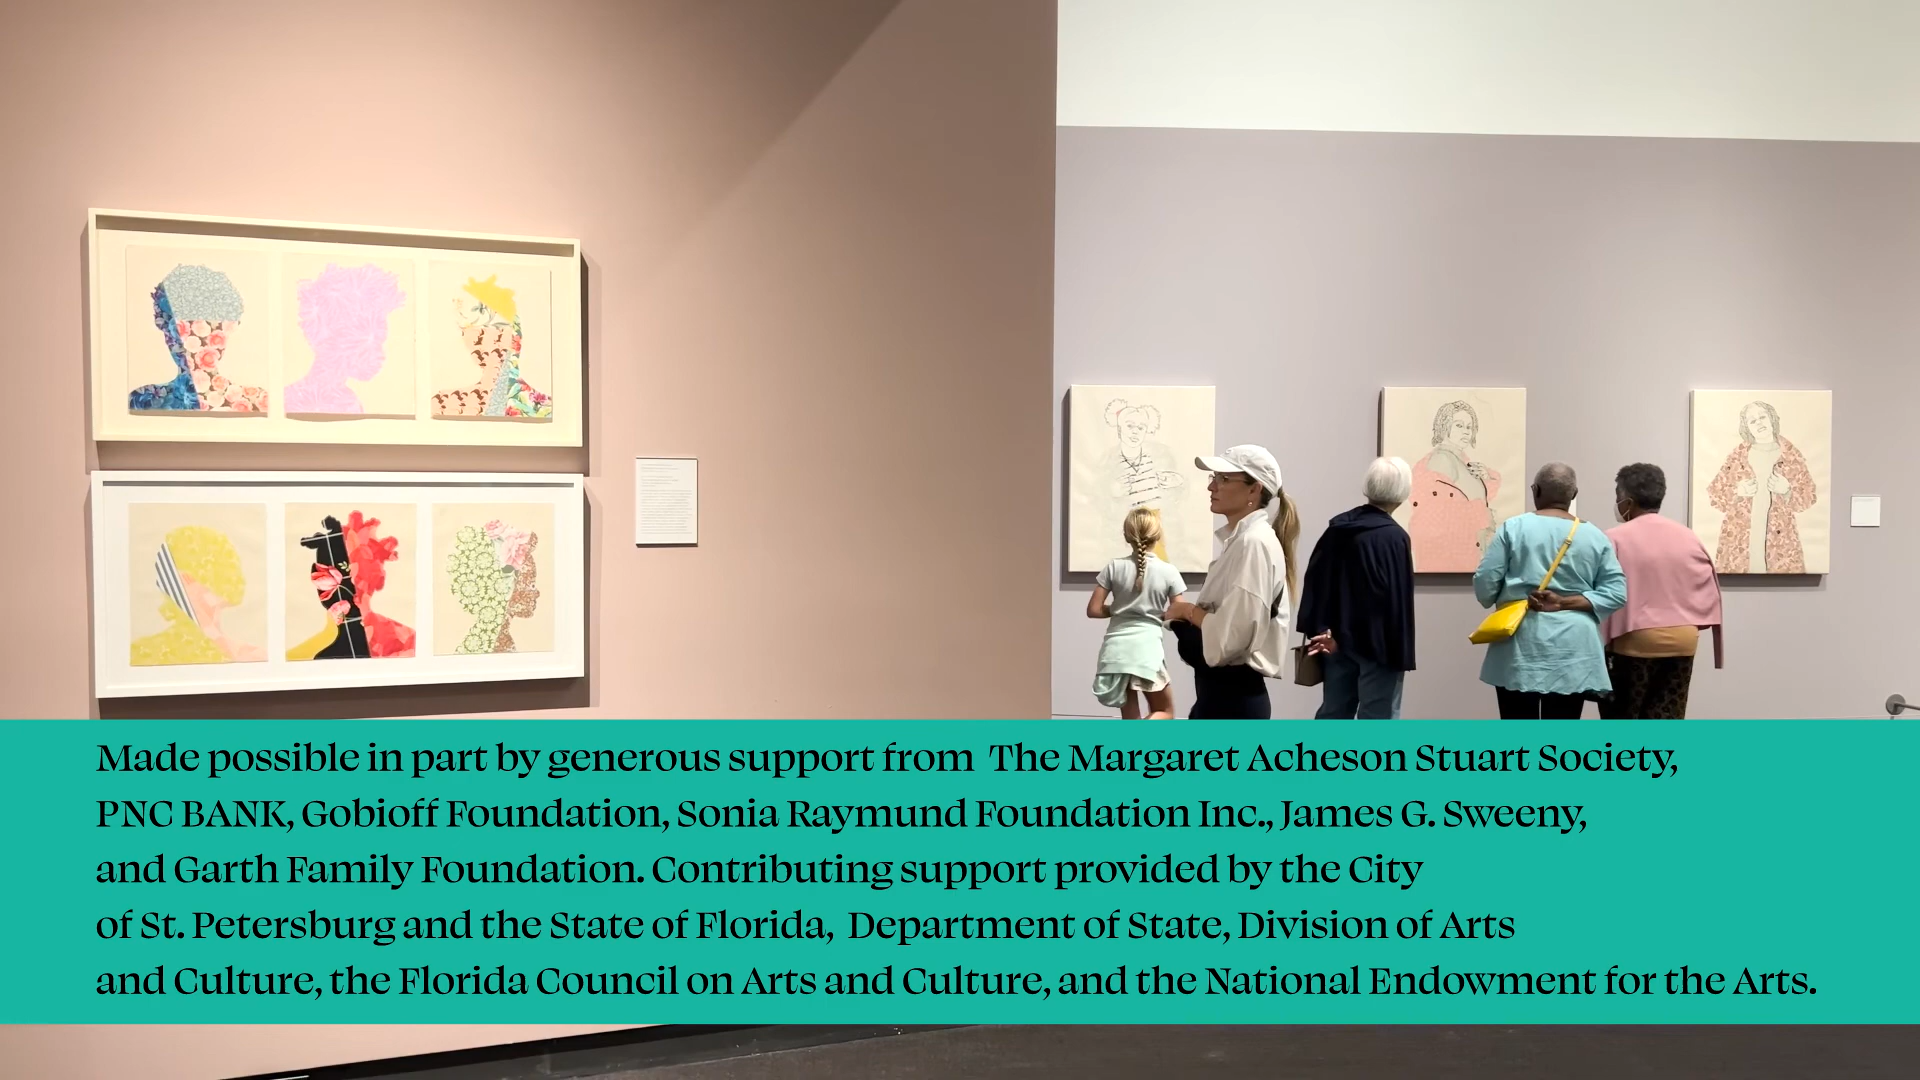 Made possible in part by generous support from The Margaret Acheson Stuart Society,
PNC BANK, Gobioff Foundation, Sonia Raymund Foundation Inc., James G. Sweeny,
and Garth Family Foundation. Contributing support provided by the City
of St. Petersburg and the State of Florida, Department of State, Division of Arts
and Culture, the Florida Council on Arts and Culture, and the National Endowment for the Arts.